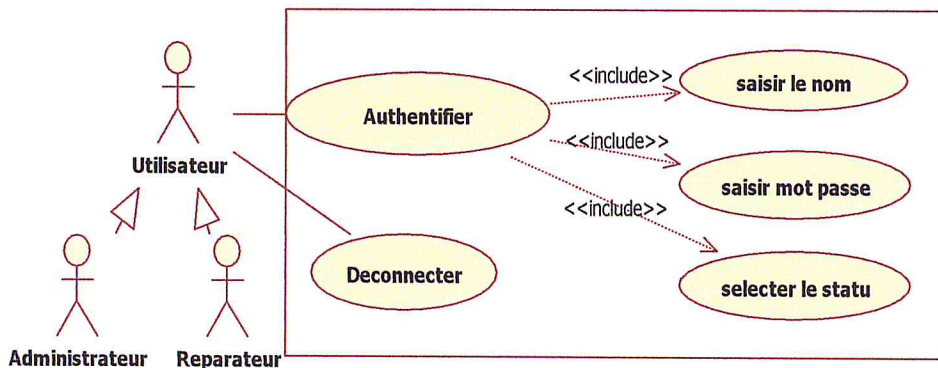 <<include>>
saisir le nom
Authentifier
<<include>>
Utilisateur
saisir mot passe
<<include>>
Deconnecter
selecter le statu
Administrateur
Reparateur